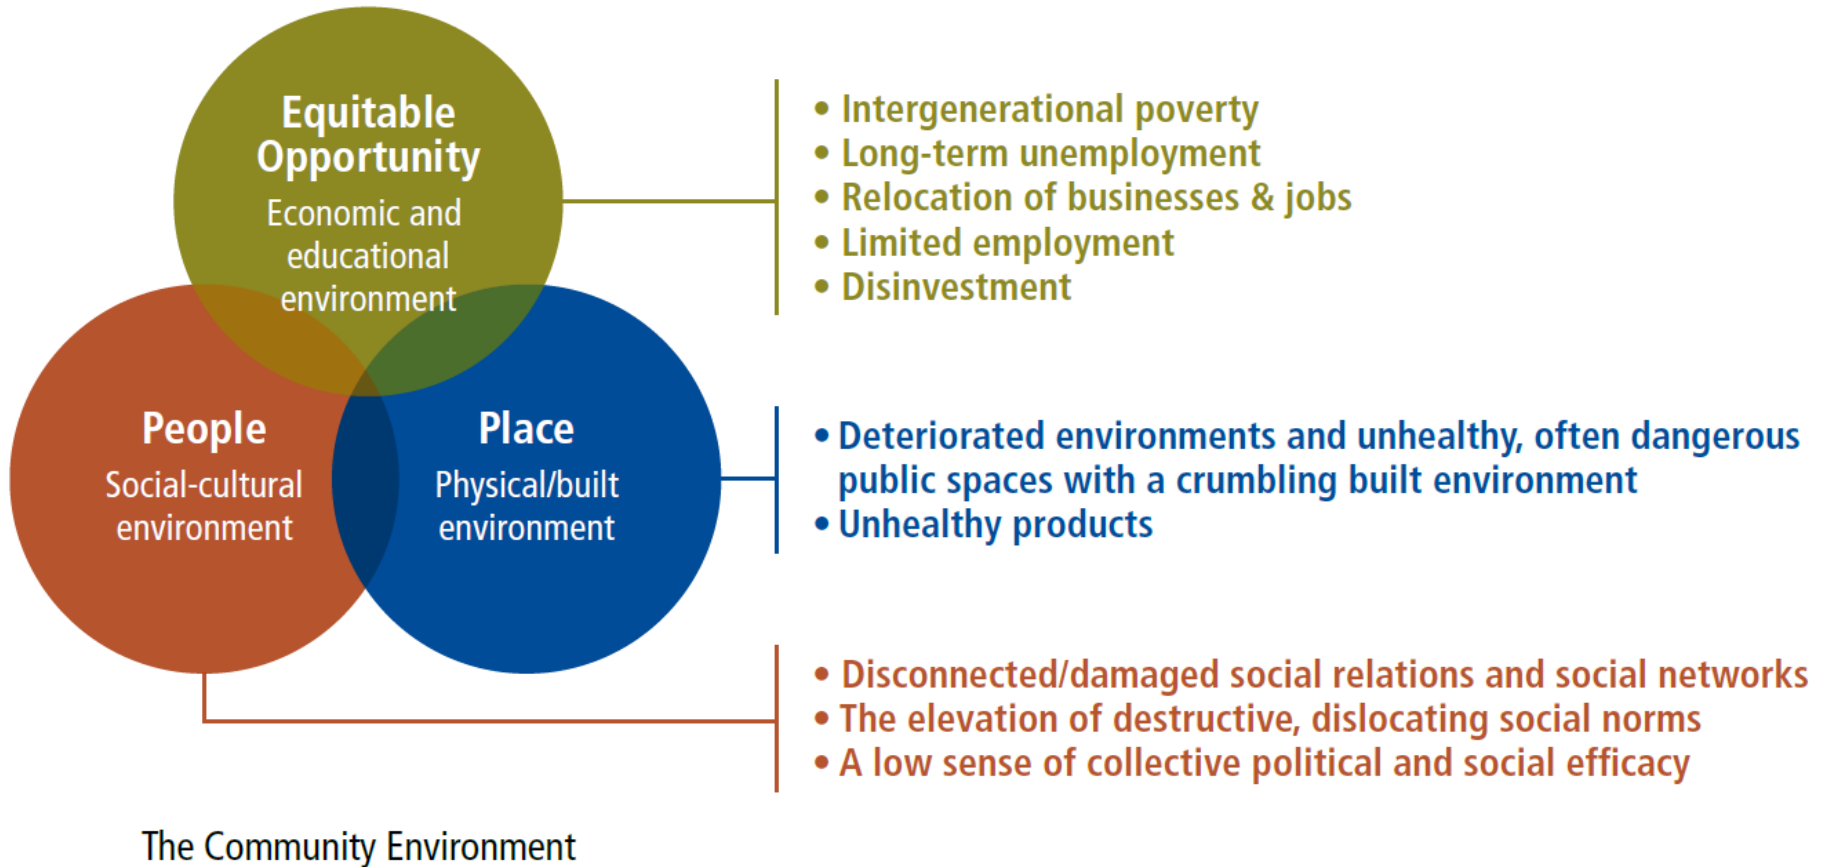 Equitable
Opportunity
Economic and
educational
environment
People
Social-cultural
environment
Place
Physical/built
environment
• Intergenerational poverty
• Long-term unemployment
• Relocation of businesses & jobs
• Limited employment
• Disinvestment
• Deteriorated environments and unhealthy, often dangerous
public spaces with a crumbling built environment
• Unhealthy products
• Disconnected/damaged social relations and social networks
• The elevation of destructive, dislocating social norms
• A low sense of collective political and social efficacy
The Community Environment